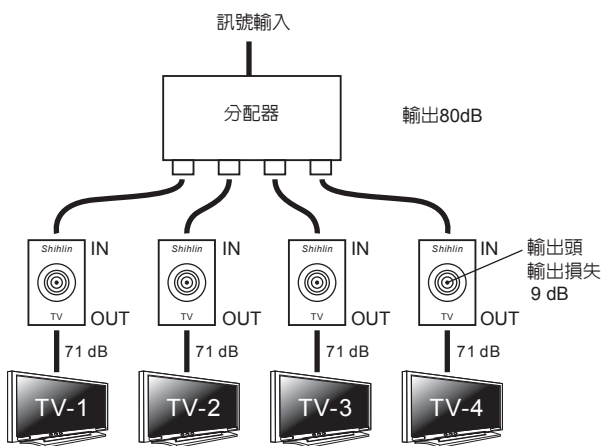 訊號輸入
分配器
輸出80dB
Shihlin IN
Shihlin IN
Shihlin IN
Shihlin IN
輸出頭
輸出損失
9 dB
TV OUT
TV OUT
TV OUT
TV OUT
71 dB
71 dB
71 dB
71 dB
TV-1
TV-2
TV-3
TV-4